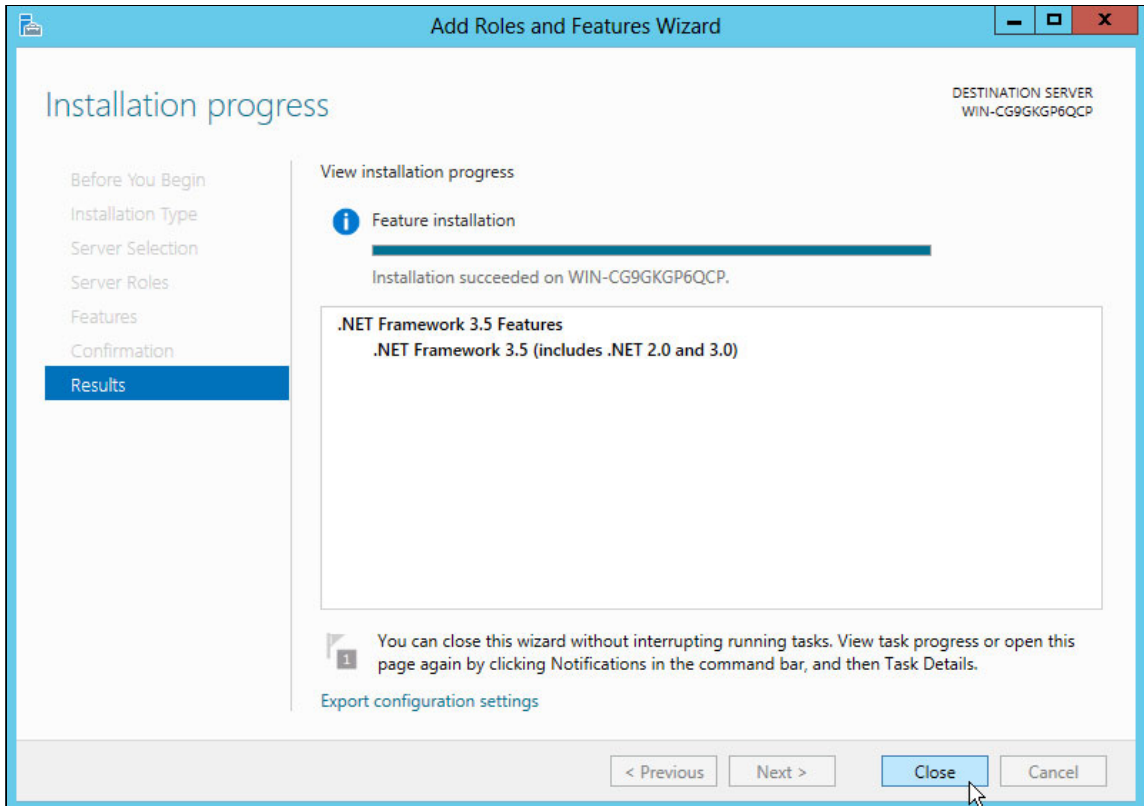 Add Roles and Features Wizard
Installation progress
DESTINATION SERVER
WIN-CG9GKGP6QCP
Before You Begin
Installation Type
Server Selection
Server Roles
Features
Confirmation
Results
View installation progress
Feature installation
Installation succeeded on WIN-CG9GKGP6QCP.
.NET Framework 3.5 Features
.NET Framework 3.5 (includes .NET 2.0 and 3.0)
1
You can close this wizard without interrupting running tasks. View task progress or open this
page again by clicking Notifications in the command bar, and then Task Details.
Export configuration settings
< Previous
Next >
Close
Cancel